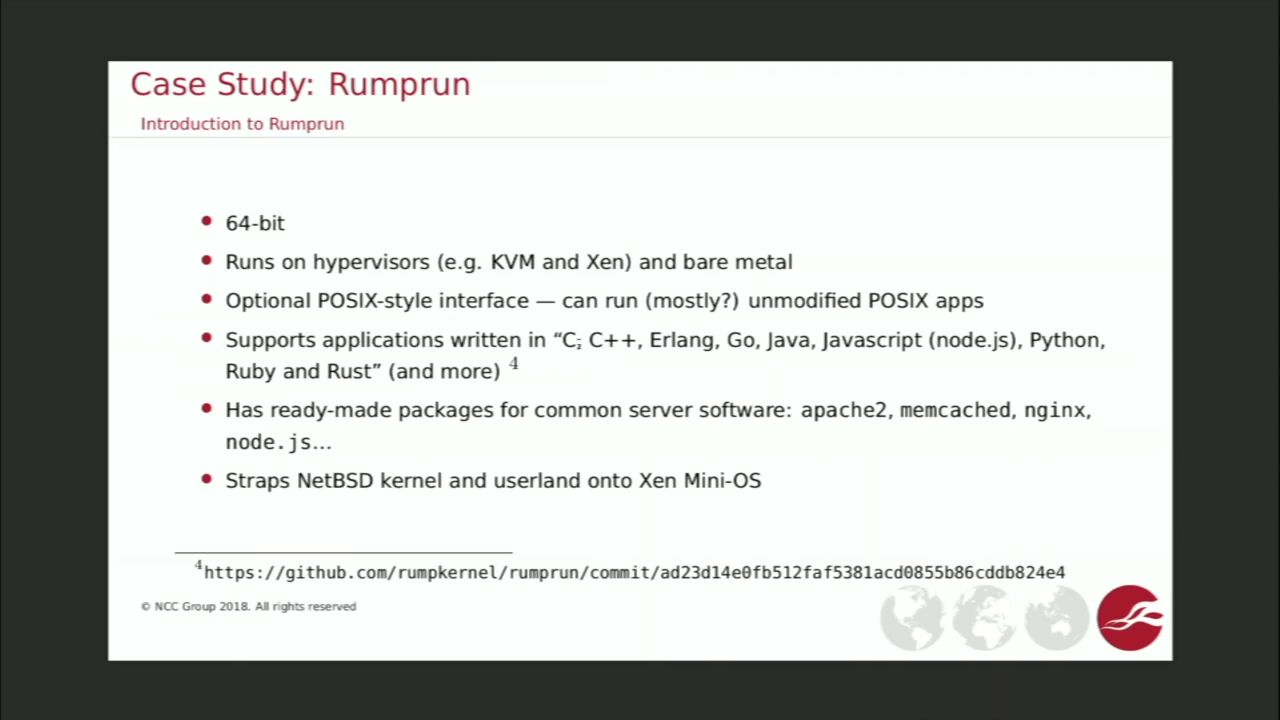 Case Study: Rumprun
Introduction to Rumprun
64-bit
Runs on hypervisors (e.g. KVM and Xen) and bare metal
Optional POSIX-style interface — can run (mostly?) unmodified POSIX apps
Supports applications written in “C; C++, Erlang, Go, Java, Javascript (node.js), Python,
Ruby and Rust” (and more) 4
Has ready-made packages for common server software: apache2, memcached, nginx,
node.js…
Straps NetBSD kernel and userland onto Xen Mini-OS
4https://github.com/rumpkernel/rumprun/commit/ad23d14e0fb512faf5381acd0855b86cddb824e4
© NCC Group 2018. All rights reserved